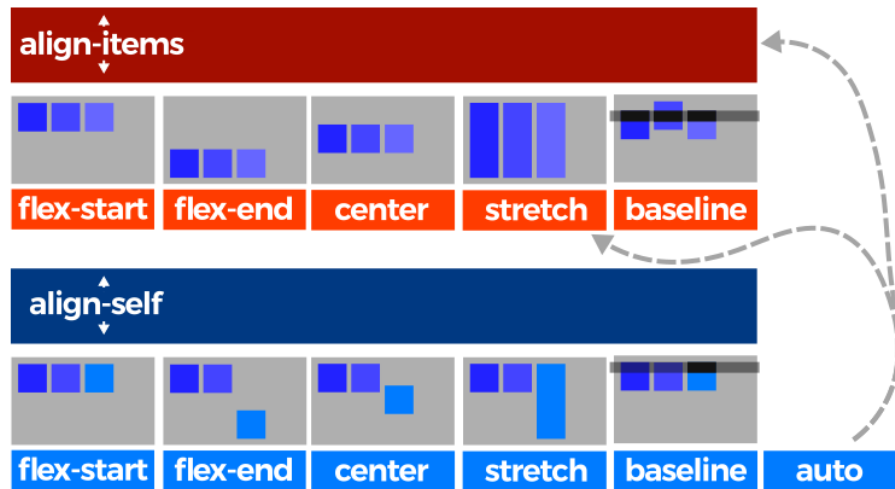 align-items
flex-start flex-end center stretch baseline
align-self
flex-start flex-end center stretch baseline auto